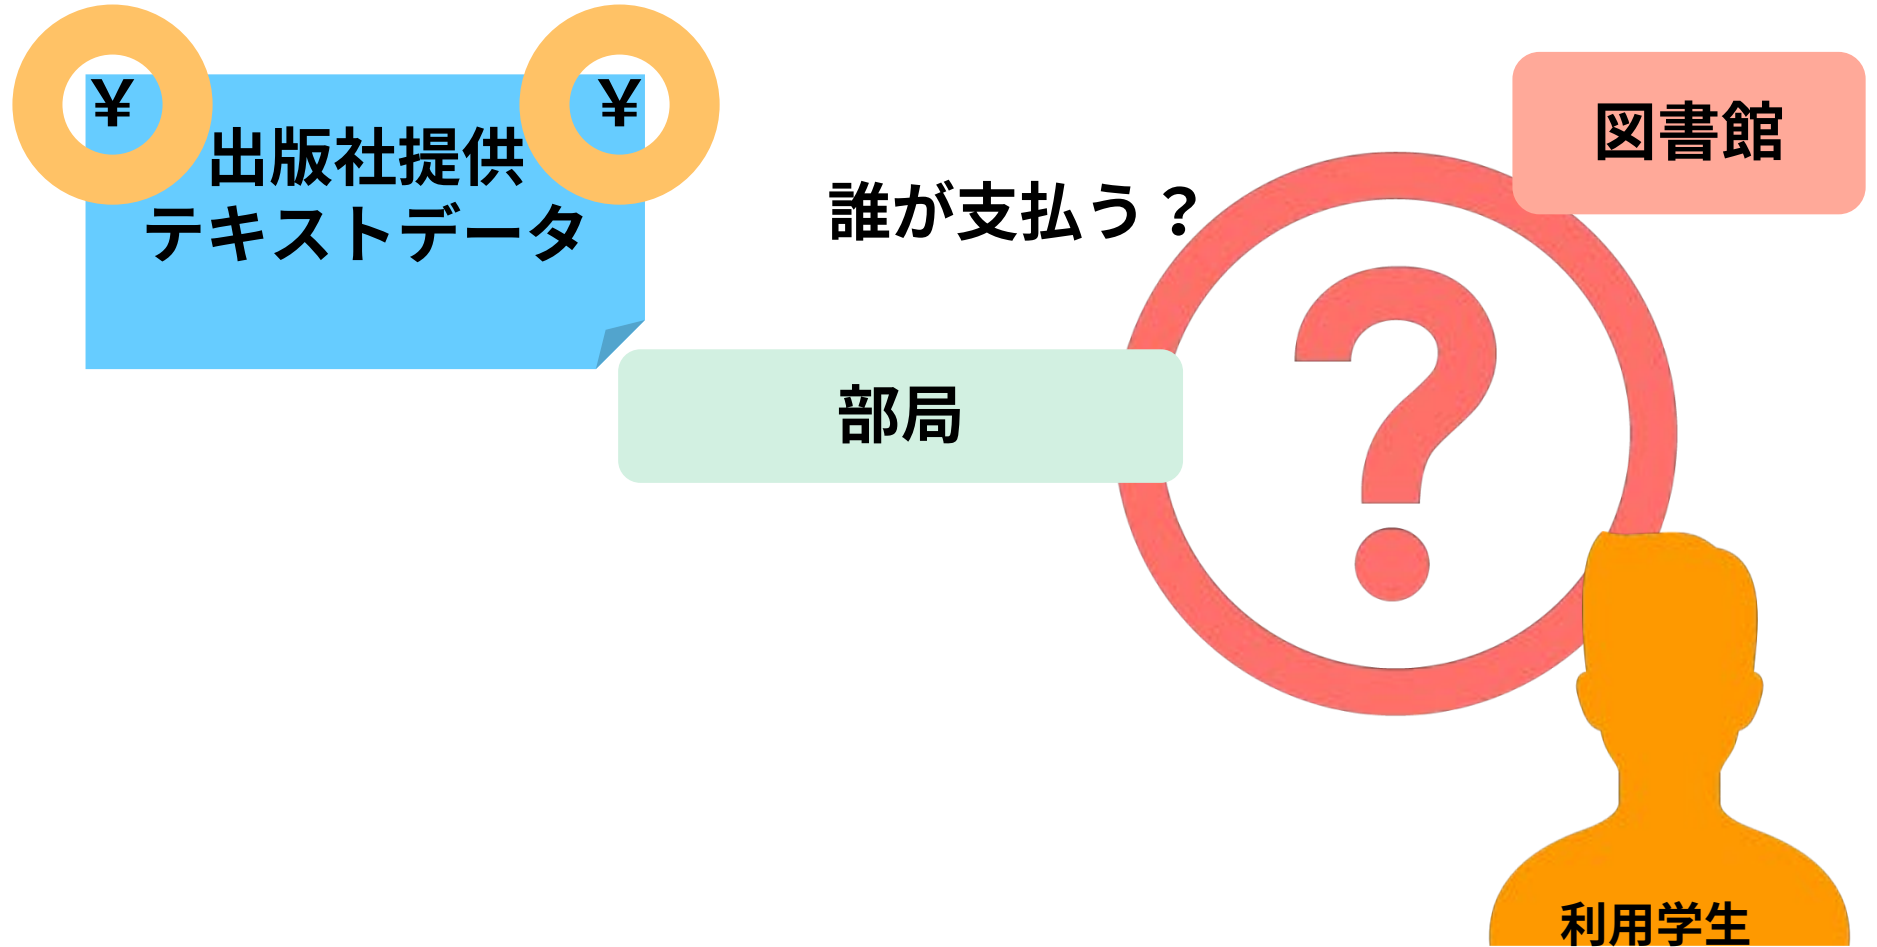 ¥
¥
出版社提供
テキストデータ
誰が支払う？
図書館
部局
利用学生